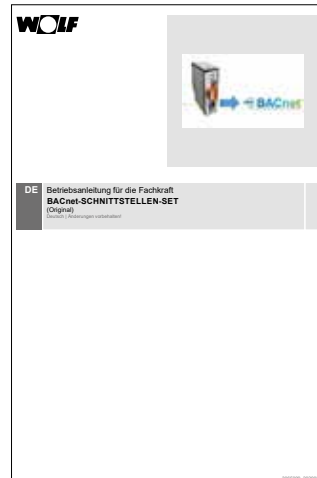 WOLF
BACnet
DE
Betriebsanleitung für die Fachkraft
BACnet-SCHNITTSTELLEN-SET
(Original)
Deutsch | Änderungen vorbehalten!